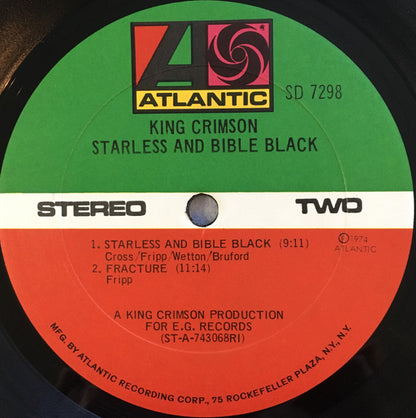 ATLANTIC
SD 7298
KING CRIMSON
STARLESS AND BIBLE BLACK
STEREO TWO
1. STARLESS AND BIBLE BLACK (9:11)
Cross/Fripp/Wetton/Bruford
2. FRACTURE (11:14)
Fripp
Ⓟ1974
ATLANTIC
A KING CRIMSON PRODUCTION
FOR E.G. RECORDS
(ST-A-743068RI)
MFG. BY ATLANTIC RECORDING CORP., 75 ROCKEFELLER PLAZA, N.Y., N.Y.